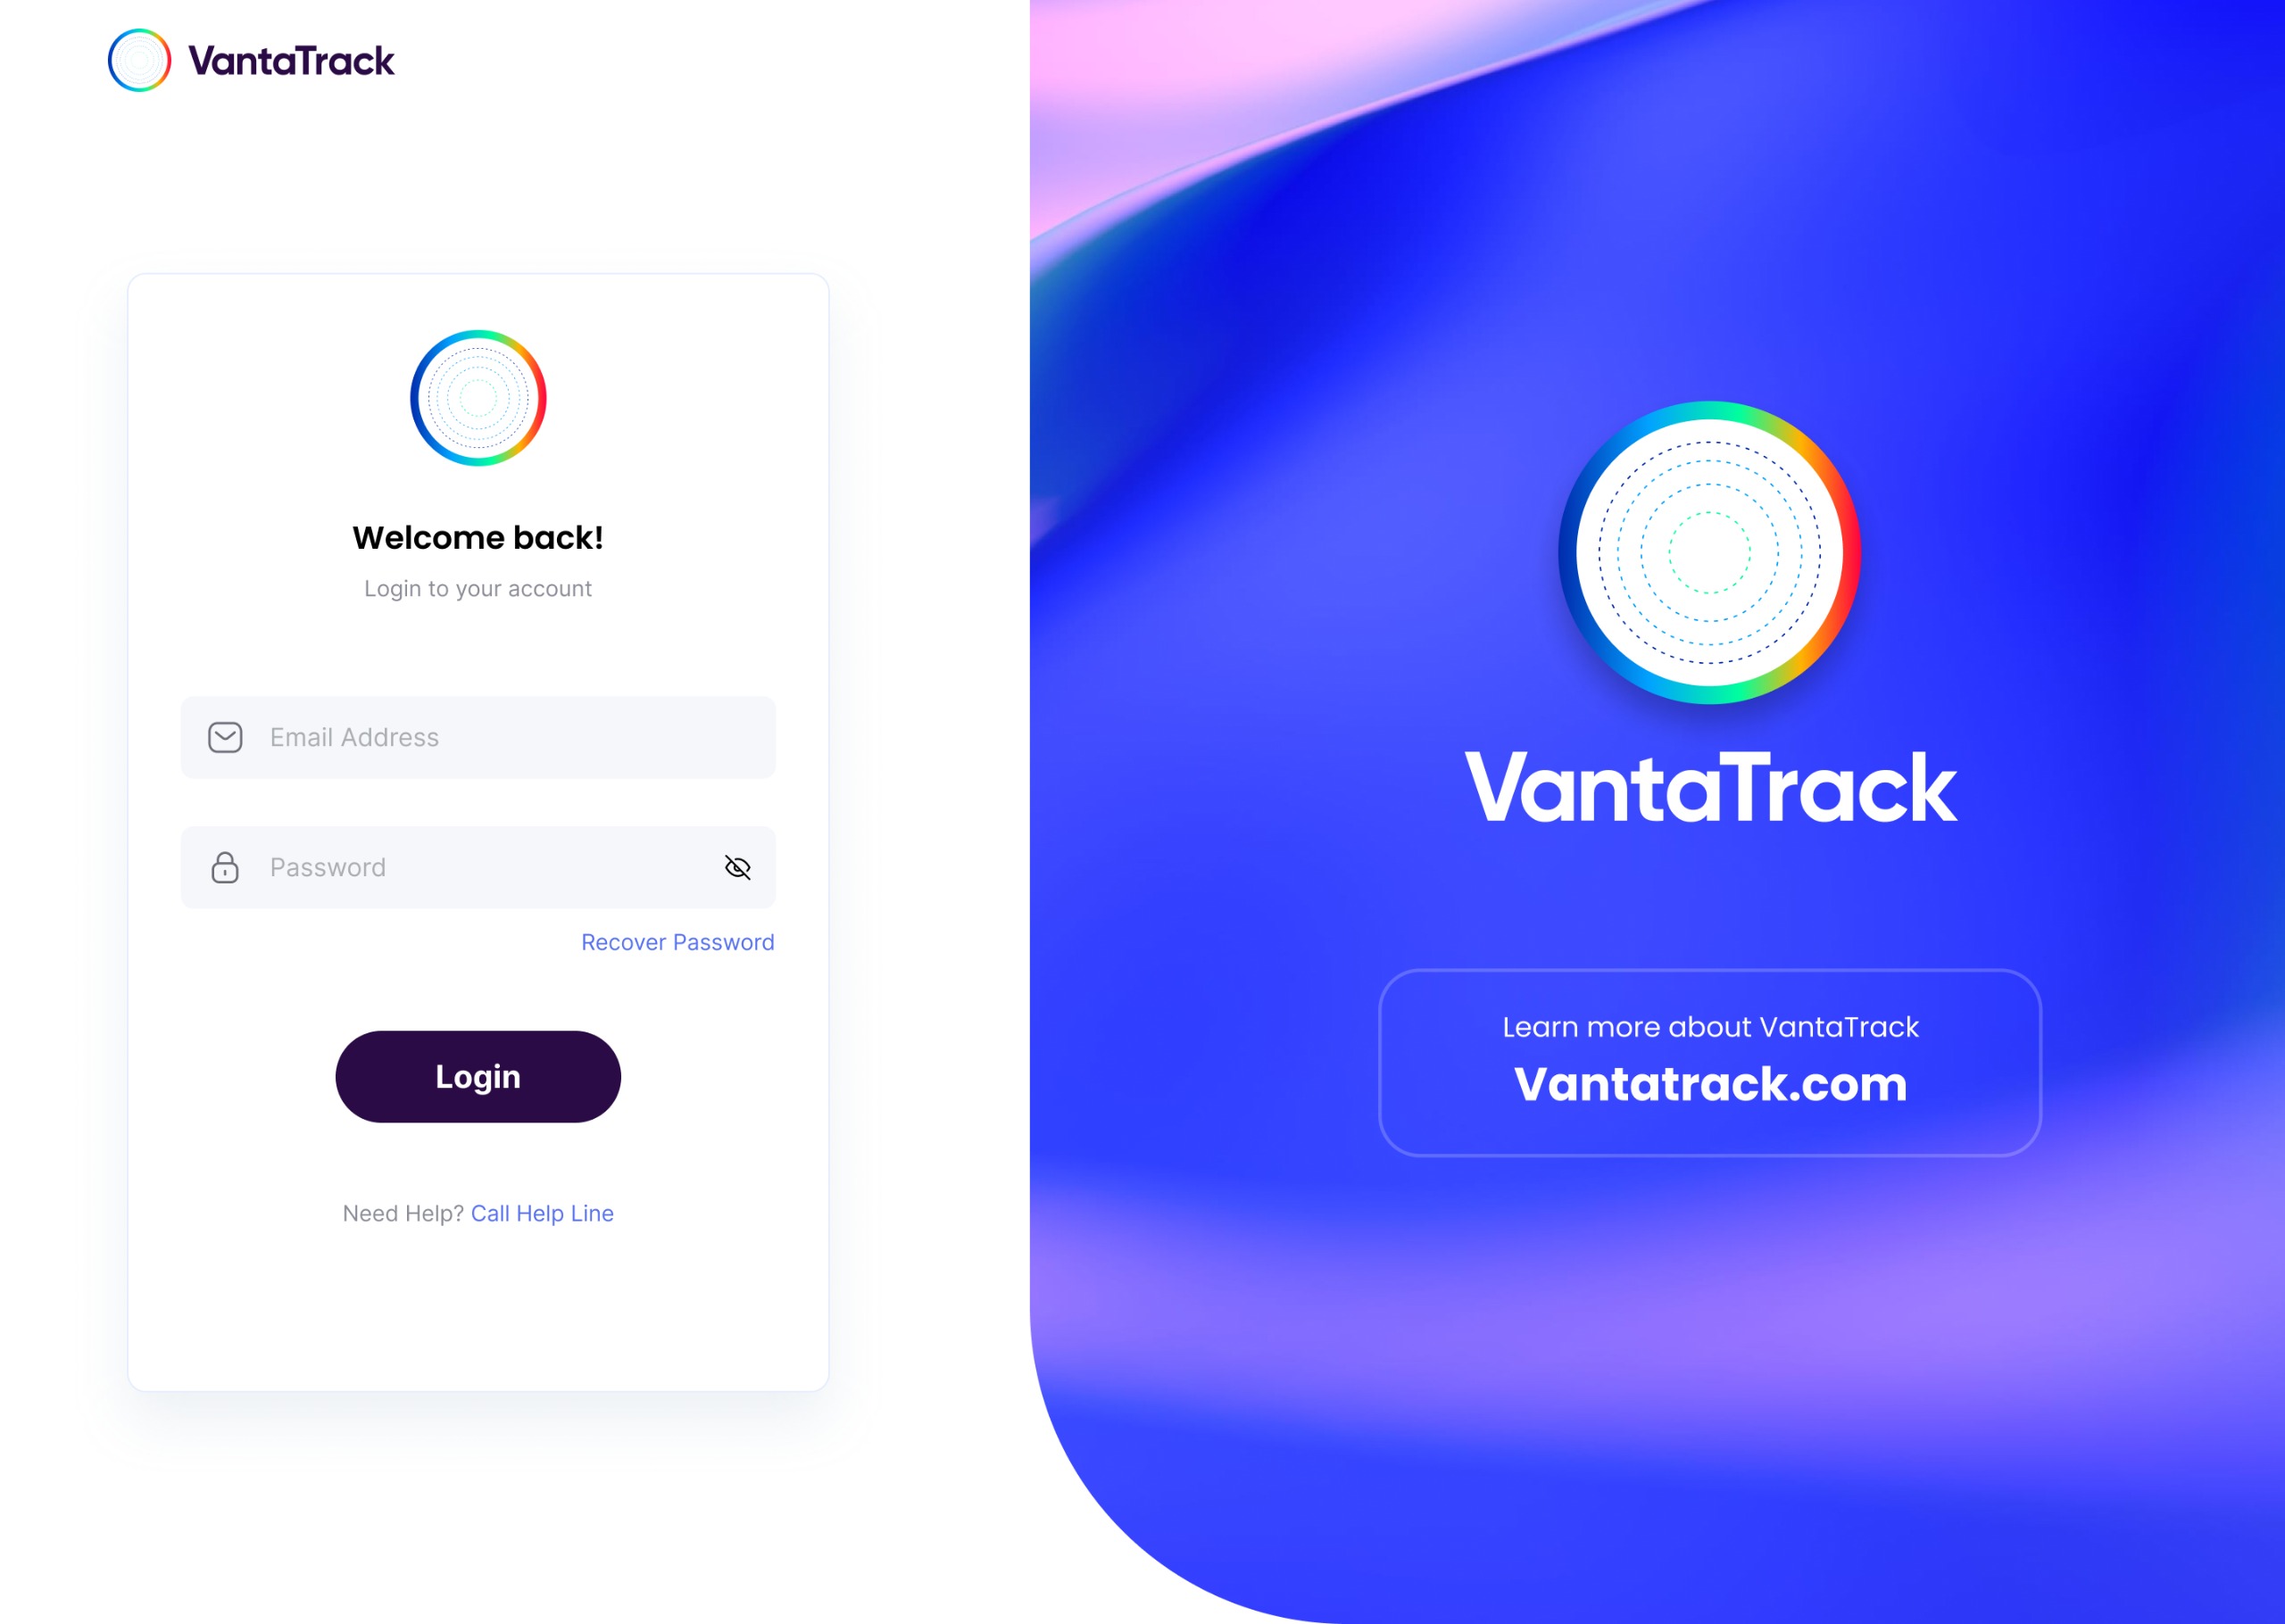 VantaTrack
Welcome back!
Login to your account
Email Address
Password
Recover Password
Login
Need Help? Call Help Line
VantaTrack
Learn more about VantaTrack
Vantatrack.com